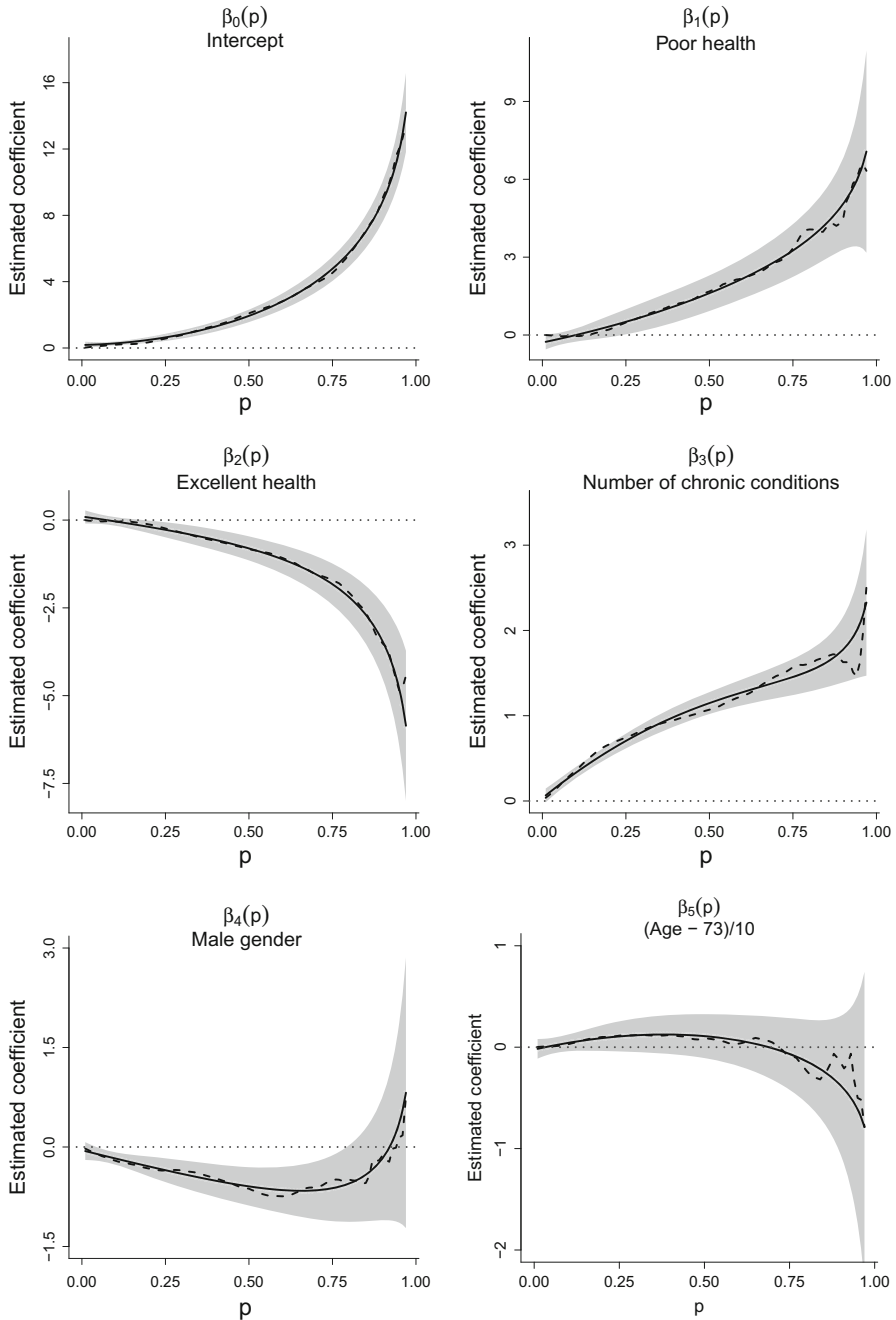 β₀(p)
Intercept
Estimated coefficient
16
12
8
4
0
0.00 0.25 0.50 0.75 1.00
p
β₁(p)
Poor health
Estimated coefficient
9
6
3
0
0.00 0.25 0.50 0.75 1.00
p
β₂(p)
Excellent health
Estimated coefficient
0.0
−2.5
−5.0
−7.5
0.00 0.25 0.50 0.75 1.00
p
β₃(p)
Number of chronic conditions
Estimated coefficient
3
2
1
0
0.00 0.25 0.50 0.75 1.00
p
β₄(p)
Male gender
Estimated coefficient
3.0
1.5
0.0
−1.5
0.00 0.25 0.50 0.75 1.00
p
β₅(p)
(Age − 73)/10
Estimated coefficient
1
0
−1
−2
0.00 0.25 0.50 0.75 1.00
p